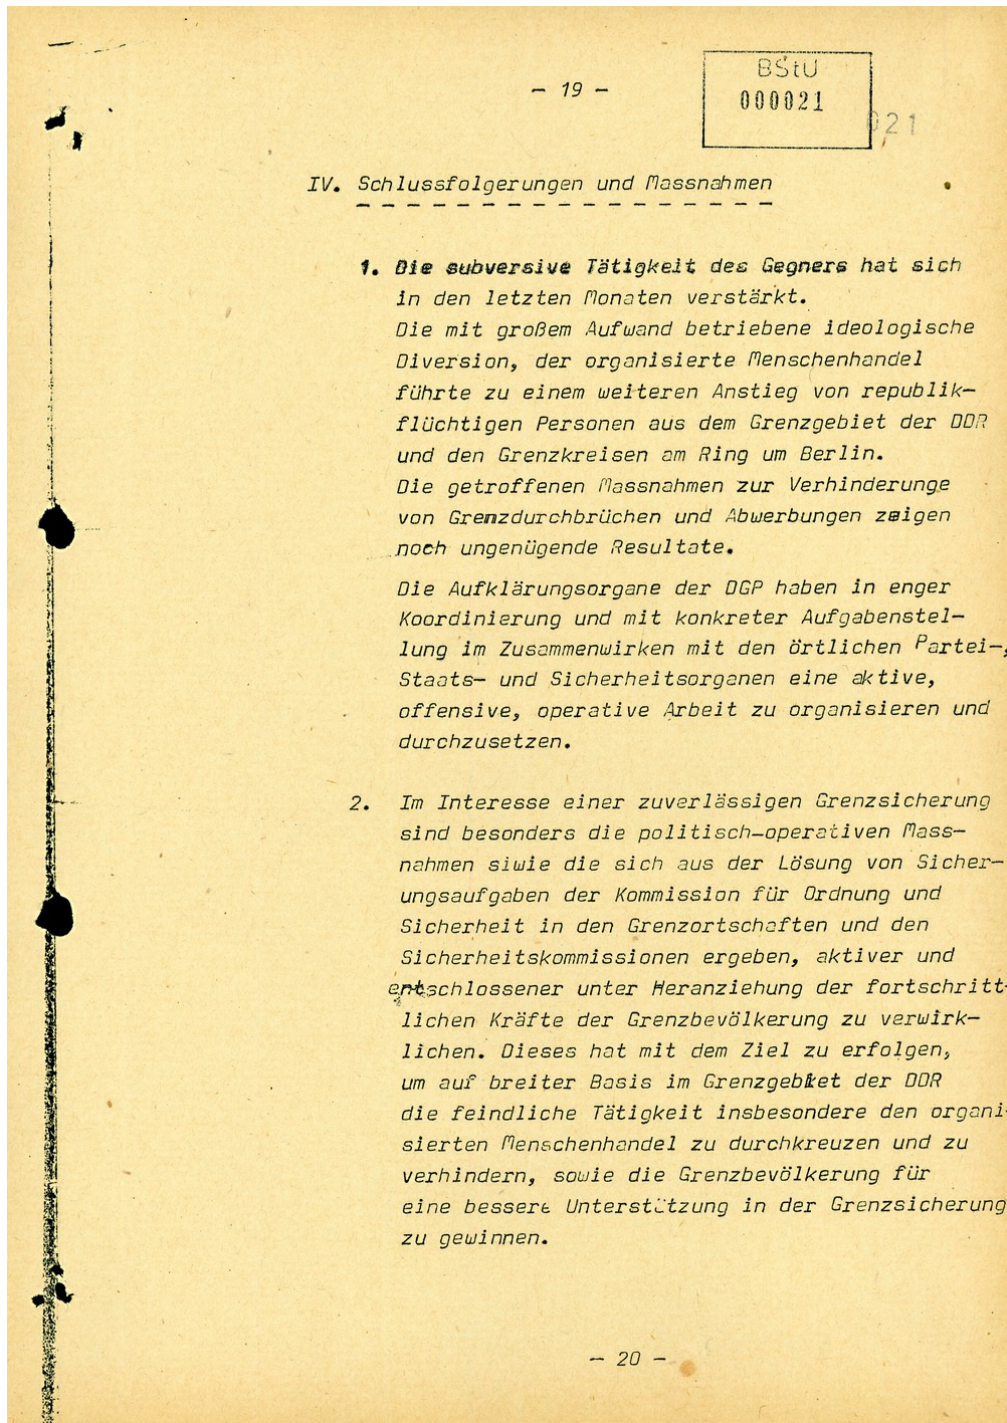 - 19 -
BStU
000021
021
IV. Schlussfolgerungen und Massnahmen
1. Die subversive Tätigkeit des Gegners hat sich
in den letzten Monaten verstärkt.
Die mit großem Aufwand betriebene ideologische
Diversion, der organisierte Menschenhandel
führte zu einem weiteren Anstieg von republik-
flüchtigen Personen aus dem Grenzgebiet der DDR
und den Grenzkreisen am Ring um Berlin.
Die getroffenen Massnahmen zur Verhinderunge
von Grenzdurchbrüchen und Abwerbungen zeigen
noch ungenügende Resultate.
Die Aufklärungsorgane der DGP haben in enger
Koordinierung und mit konkreter Aufgabenstel-
lung im Zusammenwirken mit den örtlichen Partei-,
Staats- und Sicherheitsorganen eine aktive,
offensive, operative Arbeit zu organisieren und
durchzusetzen.
2. Im Interesse einer zuverlässigen Grenzsicherung
sind besonders die politisch-operativen Mass-
nahmen siwie die sich aus der Lösung von Sicher-
ungsaufgaben der Kommission für Ordnung und
Sicherheit in den Grenzortschaften und den
Sicherheitskommissionen ergeben, aktiver und
entschlossener unter Heranziehung der fortschritt-
lichen Kräfte der Grenzbevölkerung zu verwirk-
lichen. Dieses hat mit dem Ziel zu erfolgen,
um auf breiter Basis im Grenzgebiet der DDR
die feindliche Tätigkeit insbesondere den organi-
sierten Menschenhandel zu durchkreuzen und zu
verhindern, sowie die Grenzbevölkerung für
eine bessere Unterstützung in der Grenzsicherung
zu gewinnen.
- 20 -